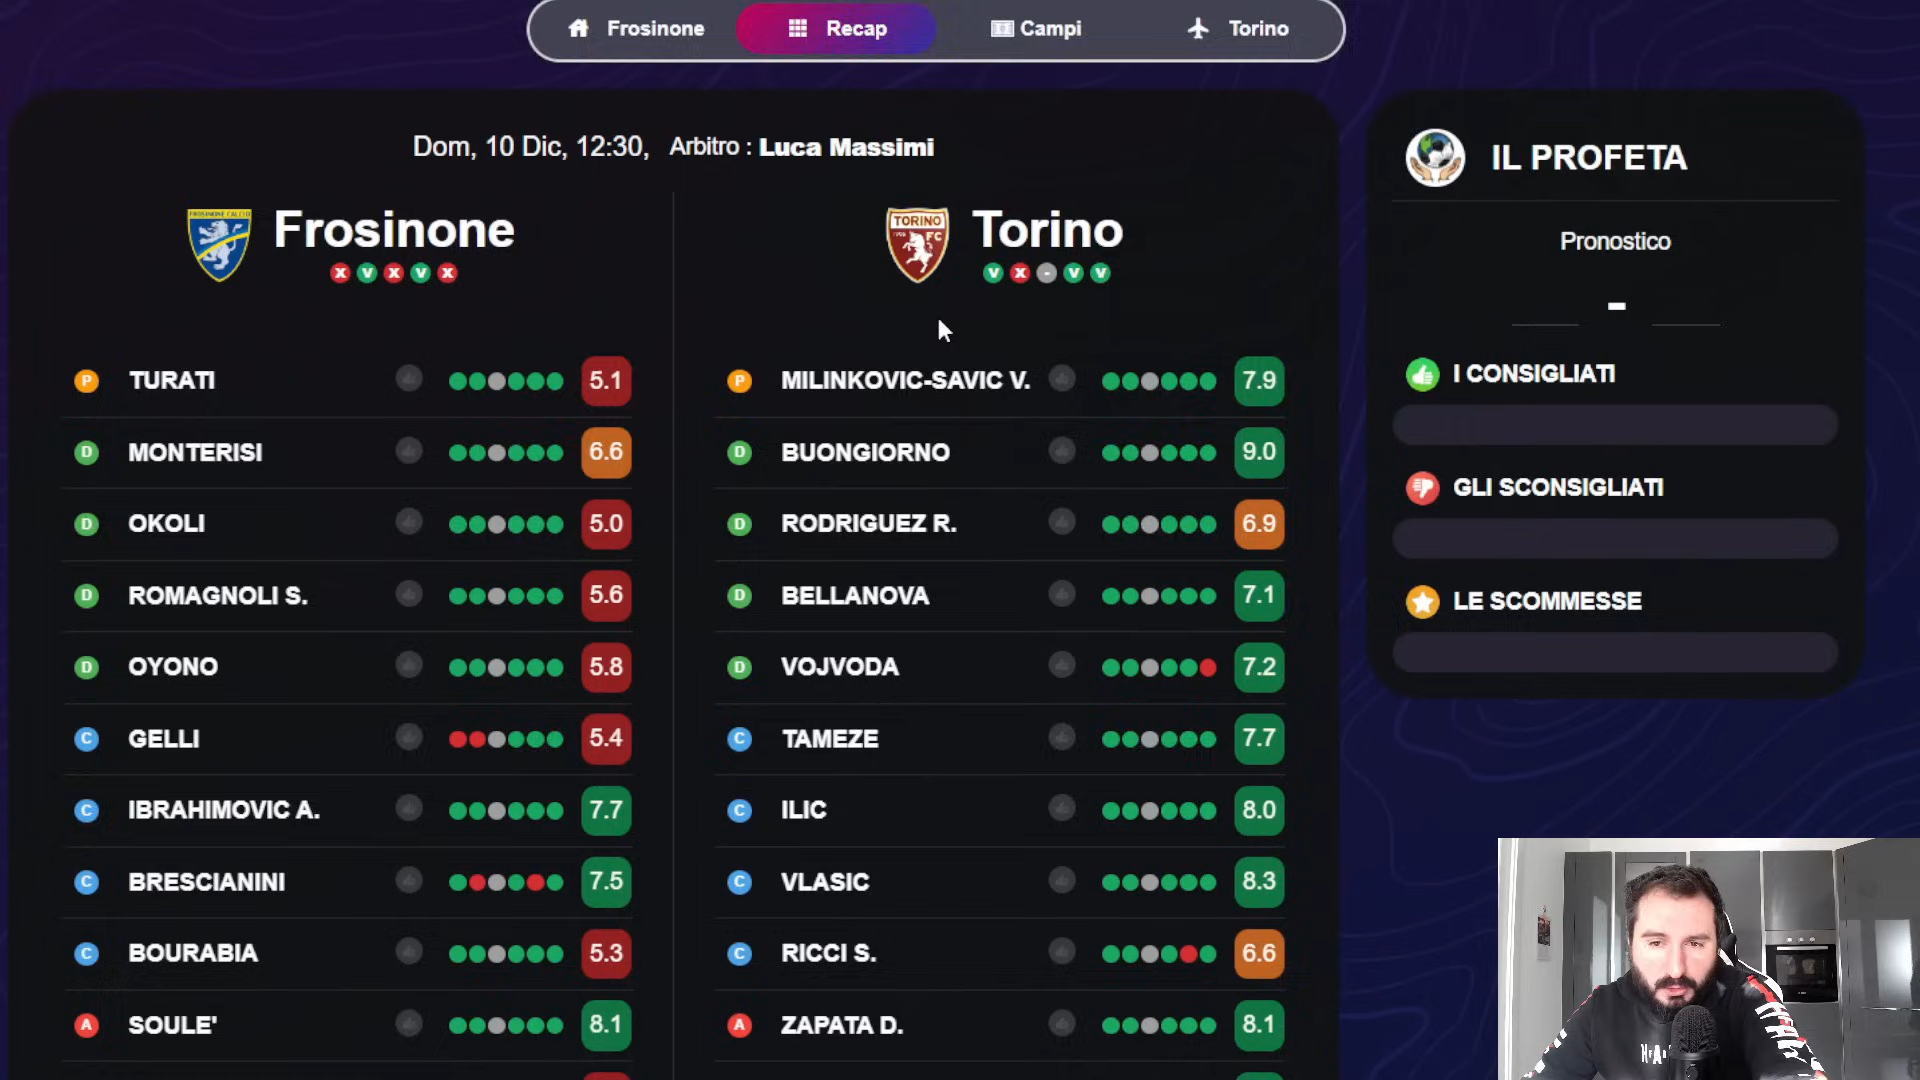 Frosinone
Recap
Campi
Torino
Dom, 10 Dic, 12:30, Arbitro : Luca Massimi
FROSINONE CALCIO
Frosinone
X V X V X
TURATI 5.1
MONTERISI 6.6
OKOLI 5.0
ROMAGNOLI S. 5.6
OYONO 5.8
GELLI 5.4
IBRAHIMOVIC A. 7.7
BRESCIANINI 7.5
BOURABIA 5.3
SOULE' 8.1
P
D
D
D
D
C
C
C
C
A
TORINO
FC
Torino
V X - V V
P MILINKOVIC-SAVIC V. 7.9
D BUONGIORNO 9.0
D RODRIGUEZ R. 6.9
D BELLANOVA 7.1
D VOJVODA 7.2
C TAMEZE 7.7
C ILIC 8.0
C VLASIC 8.3
C RICCI S. 6.6
A ZAPATA D. 8.1
IL PROFETA
Pronostico
-
I CONSIGLIATI
GLI SCONSIGLIATI
LE SCOMMESSE